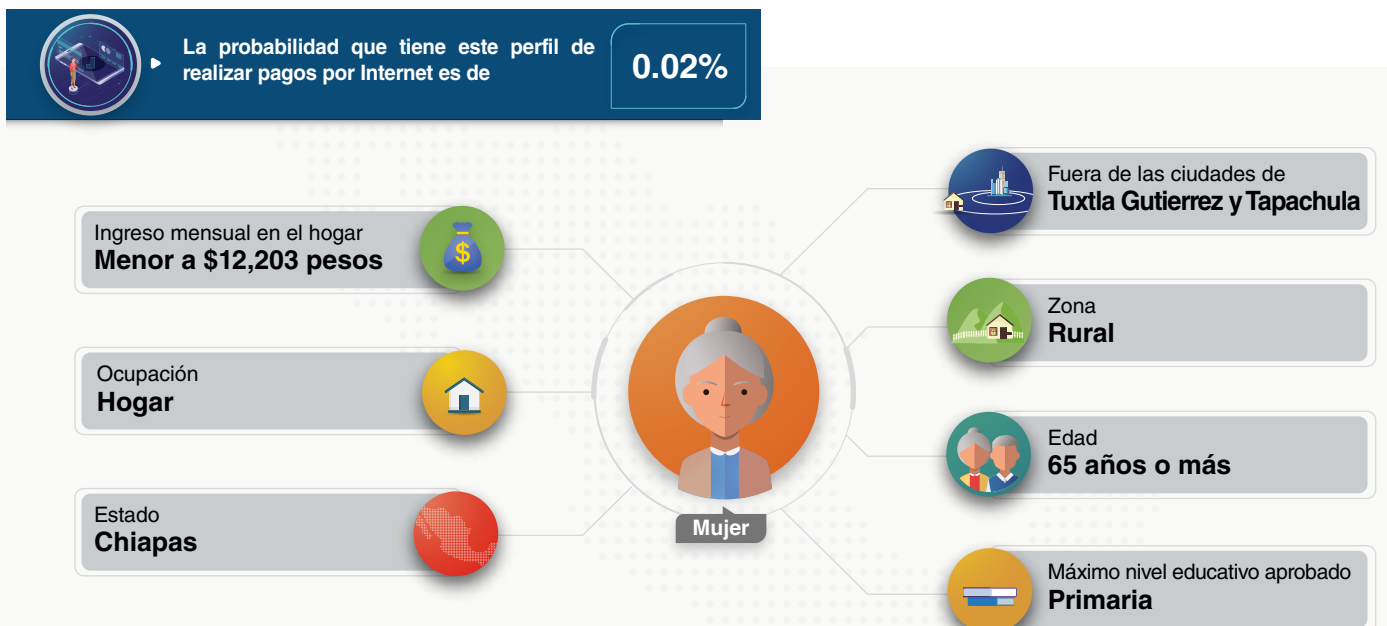 La probabilidad que tiene este perfil de
realizar pagos por Internet es de
0.02%
Ingreso mensual en el hogar
Menor a $12,203 pesos
Ocupación
Hogar
Estado
Chiapas
Mujer
Fuera de las ciudades de
Tuxtla Gutierrez y Tapachula
Zona
Rural
Edad
65 años o más
Máximo nivel educativo aprobado
Primaria